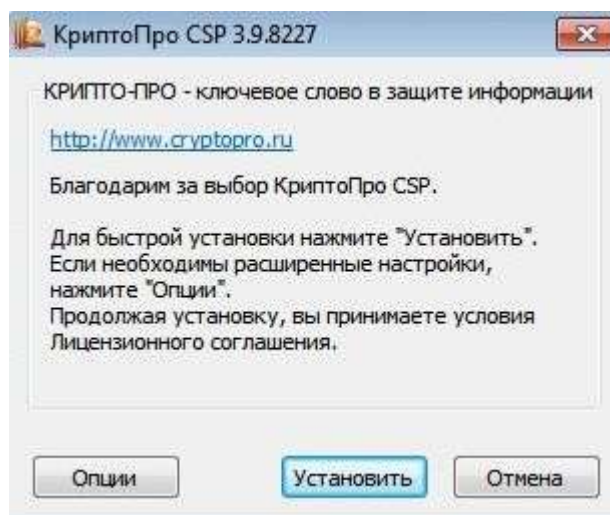 КриптоПро CSP 3.9.8227
КРИПТО-ПРО - ключевое слово в защите информации
http://www.cryptopro.ru
Благодарим за выбор КриптоПро CSP.
Для быстрой установки нажмите "Установить".
Если необходимы расширенные настройки,
нажмите "Опции".
Продолжая установку, вы принимаете условия
Лицензионного соглашения.
Опции
Установить
Отмена